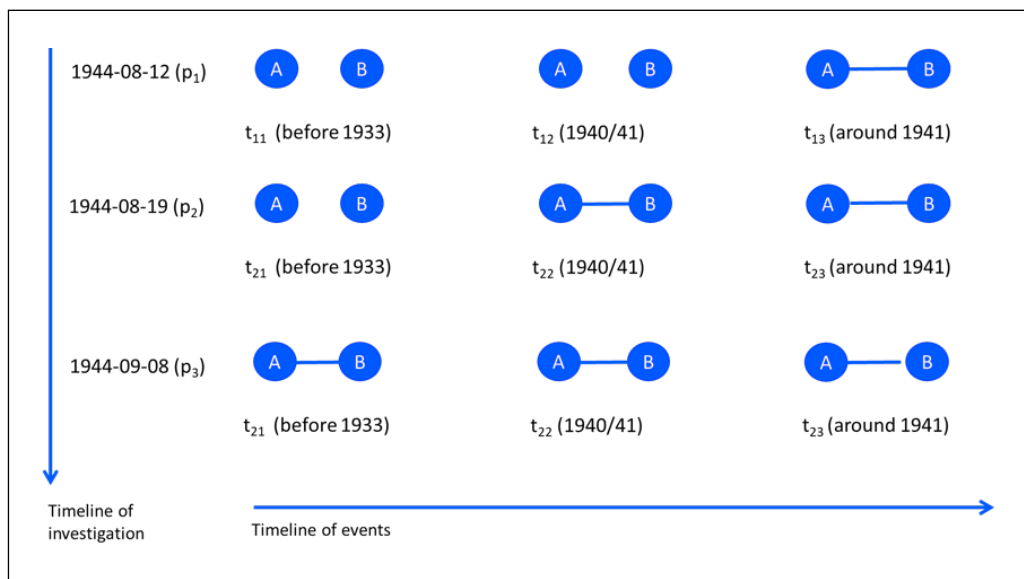 1944-08-12 (p₁) A B A B A B
t₁₁ (before 1933) t₁₂ (1940/41) t₁₃ (around 1941)
1944-08-19 (p₂) A B A B A B
t₂₁ (before 1933) t₂₂ (1940/41) t₂₃ (around 1941)
1944-09-08 (p₃) A B A B A B
t₂₁ (before 1933) t₂₂ (1940/41) t₂₃ (around 1941)
Timeline of
investigation
Timeline of events